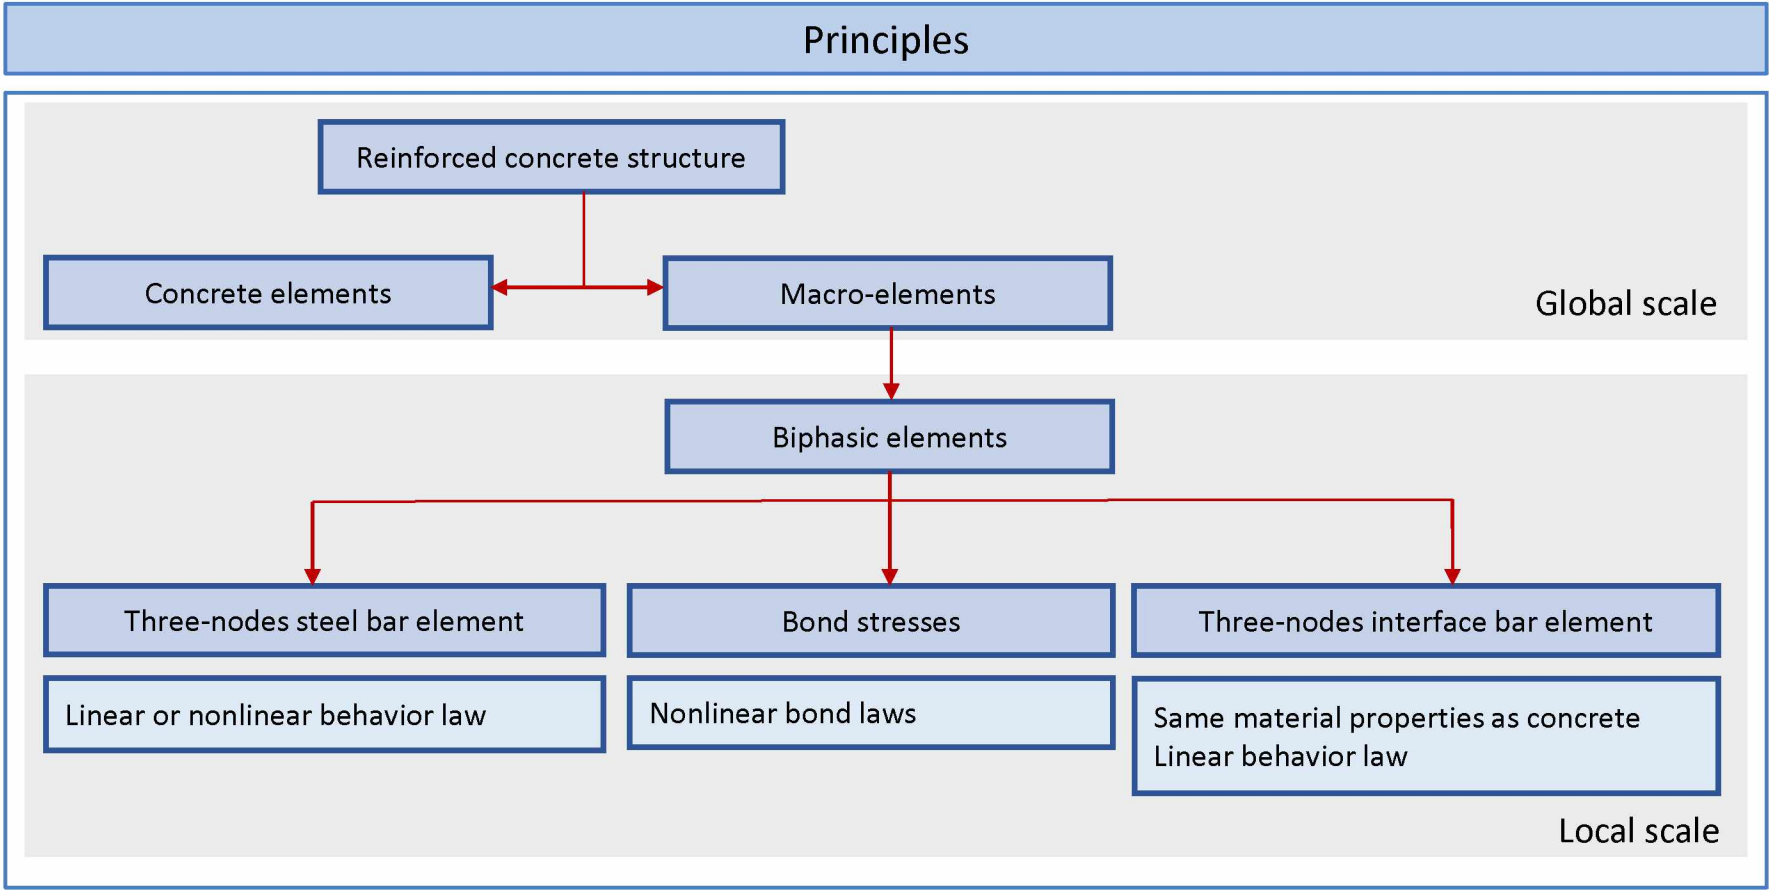 Principles
Reinforced concrete structure
Concrete elements
Macro-elements
Global scale
Biphasic elements
Three-nodes steel bar element
Bond stresses
Three-nodes interface bar element
Linear or nonlinear behavior law
Nonlinear bond laws
Same material properties as concrete
Linear behavior law
Local scale